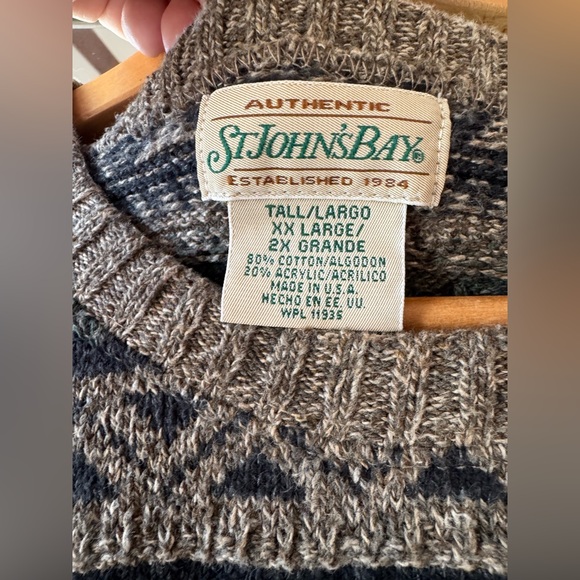 AUTHENTIC
ST JOHN'S BAY®
ESTABLISHED 1984
TALL/LARGO
XX LARGE/
2X GRANDE
80% COTTON/ALGODON
20% ACRYLIC/ACRILICO
MADE IN U.S.A.
HECHO EN EE. UU.
WPL 11935